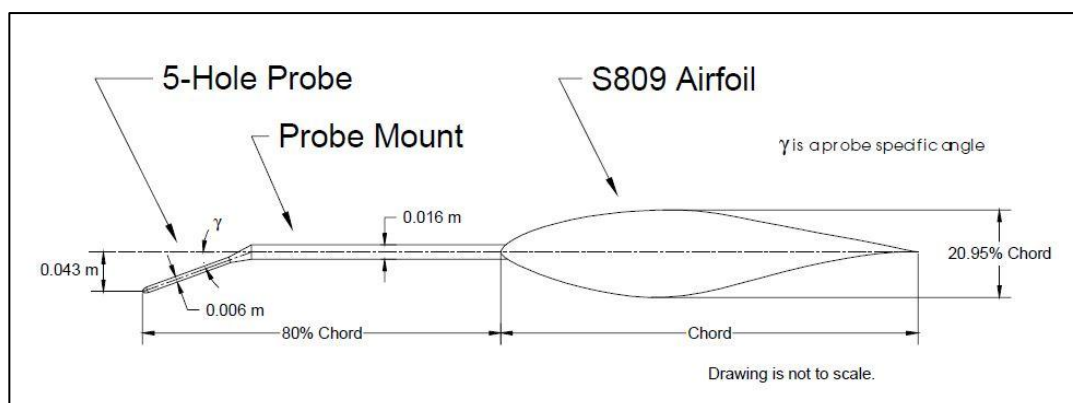 5-Hole Probe
S809 Airfoil
Probe Mount
γ is a probe specific angle
γ
0.016 m
0.043 m
20.95% Chord
0.006 m
80% Chord
Chord
Drawing is not to scale.